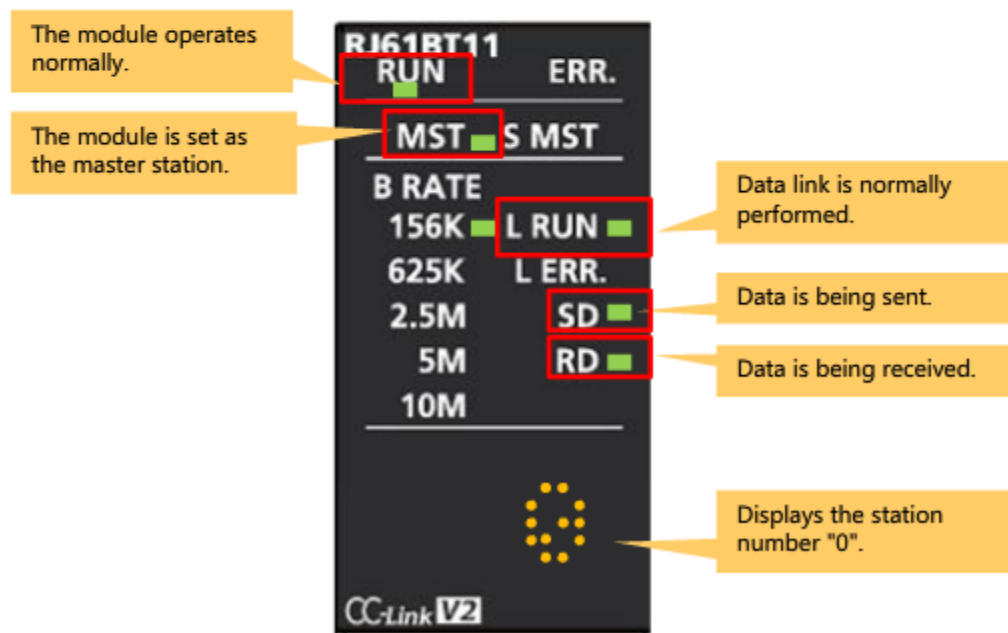 The module operates
normally.
The module is set as
the master station.
RJ61BT11
RUN ERR.
MST S MST
B RATE
156K L RUN
625K L ERR.
2.5M SD
5M RD
10M
0
CC-Link V2
Data link is normally
performed.
Data is being sent.
Data is being received.
Displays the station
number "0".